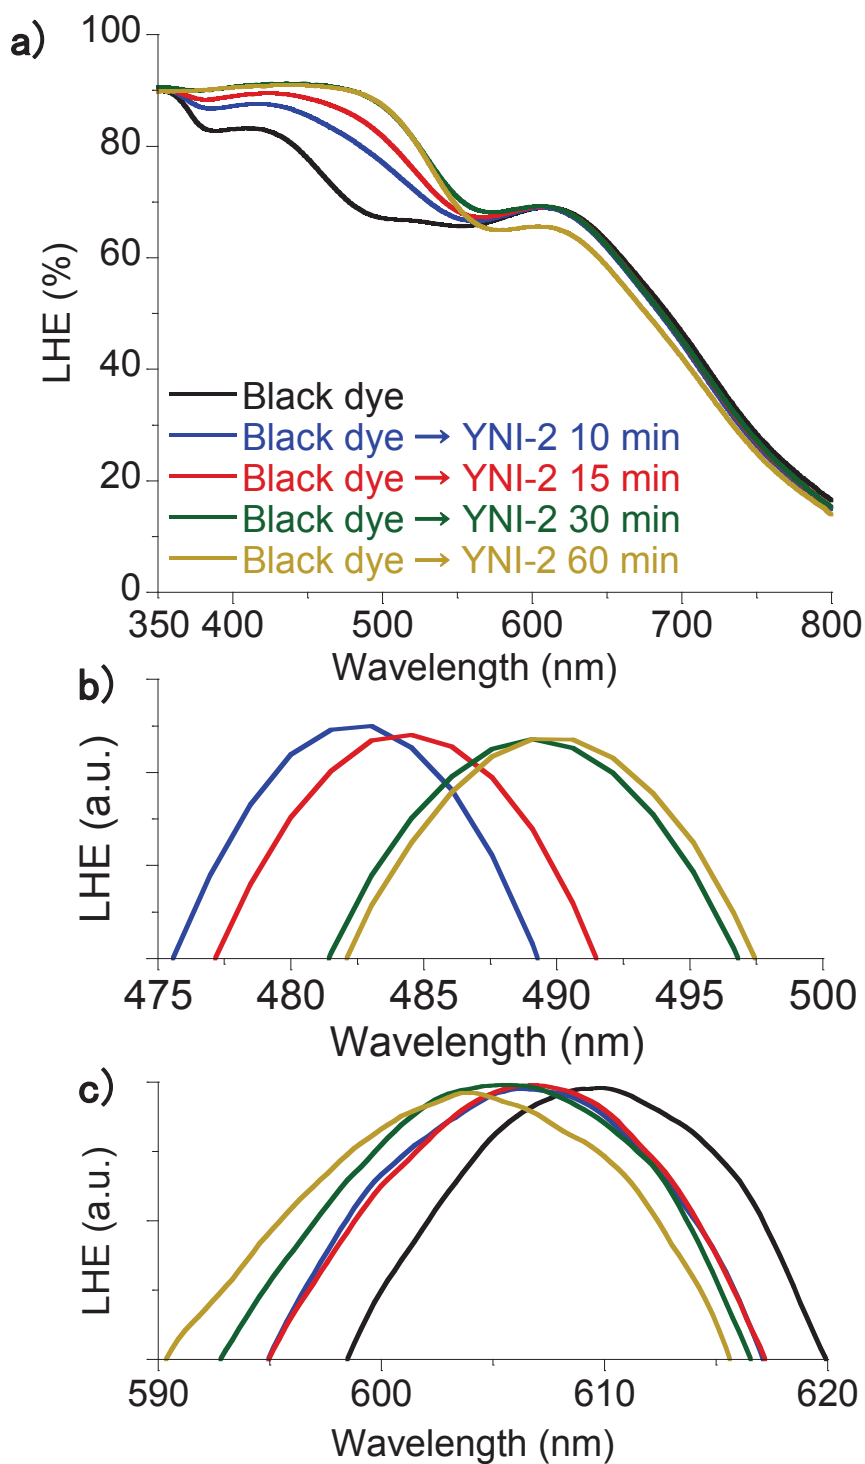 a)
100
80
60
40
20
0
LHE (%)
Black dye
Black dye → YNI-2 10 min
Black dye → YNI-2 15 min
Black dye → YNI-2 30 min
Black dye → YNI-2 60 min
350 400 500 600 700 800
Wavelength (nm)
b)
LHE (a.u.)
475 480 485 490 495 500
Wavelength (nm)
c)
LHE (a.u.)
590 600 610 620
Wavelength (nm)